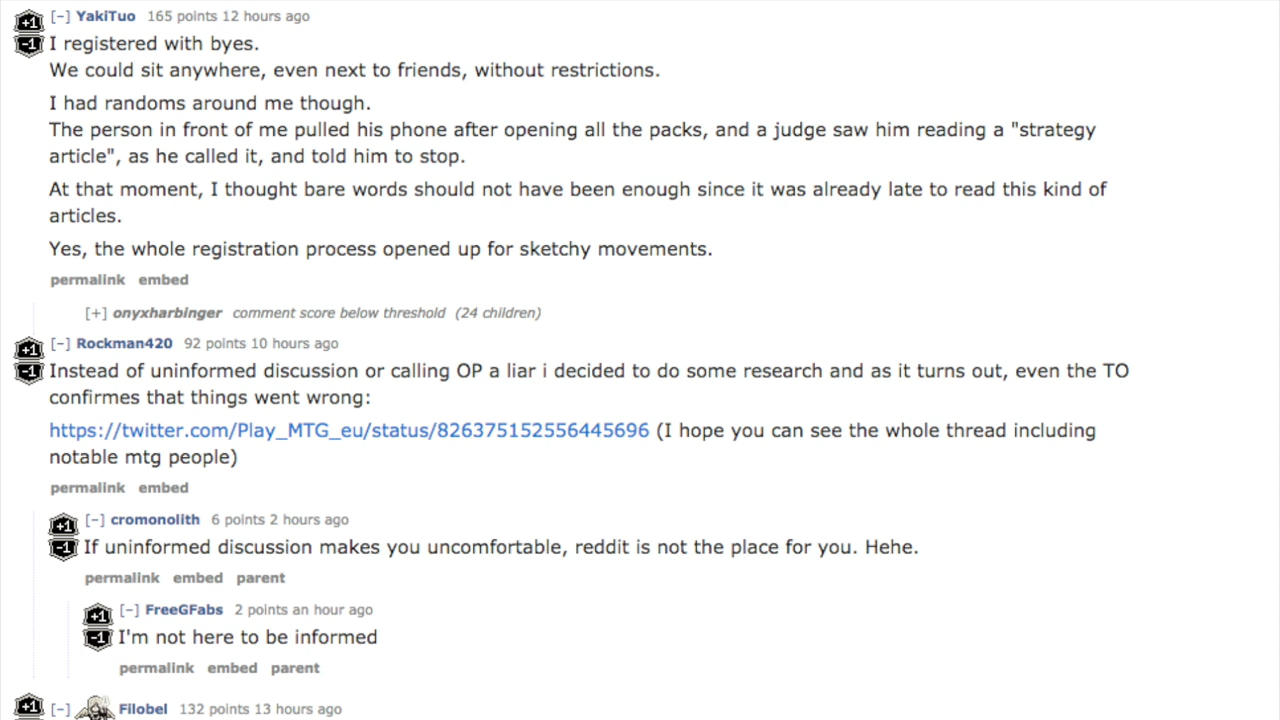 +1 [−] YakiTuo 165 points 12 hours ago
-1 I registered with byes.
We could sit anywhere, even next to friends, without restrictions.
I had randoms around me though.
The person in front of me pulled his phone after opening all the packs, and a judge saw him reading a "strategy
article", as he called it, and told him to stop.
At that moment, I thought bare words should not have been enough since it was already late to read this kind of
articles.
Yes, the whole registration process opened up for sketchy movements.
permalink embed
[+] onyxharbinger comment score below threshold (24 children)
+1 [−] Rockman420 92 points 10 hours ago
-1 Instead of uninformed discussion or calling OP a liar i decided to do some research and as it turns out, even the TO
confirmes that things went wrong:
https://twitter.com/Play_MTG_eu/status/826375152556445696 (I hope you can see the whole thread including
notable mtg people)
permalink embed
+1 [−] cromonolith 6 points 2 hours ago
-1 If uninformed discussion makes you uncomfortable, reddit is not the place for you. Hehe.
permalink embed parent
+1 [−] FreeGFabs 2 points an hour ago
-1 I'm not here to be informed
permalink embed parent
+1 [−] Filobel 132 points 13 hours ago